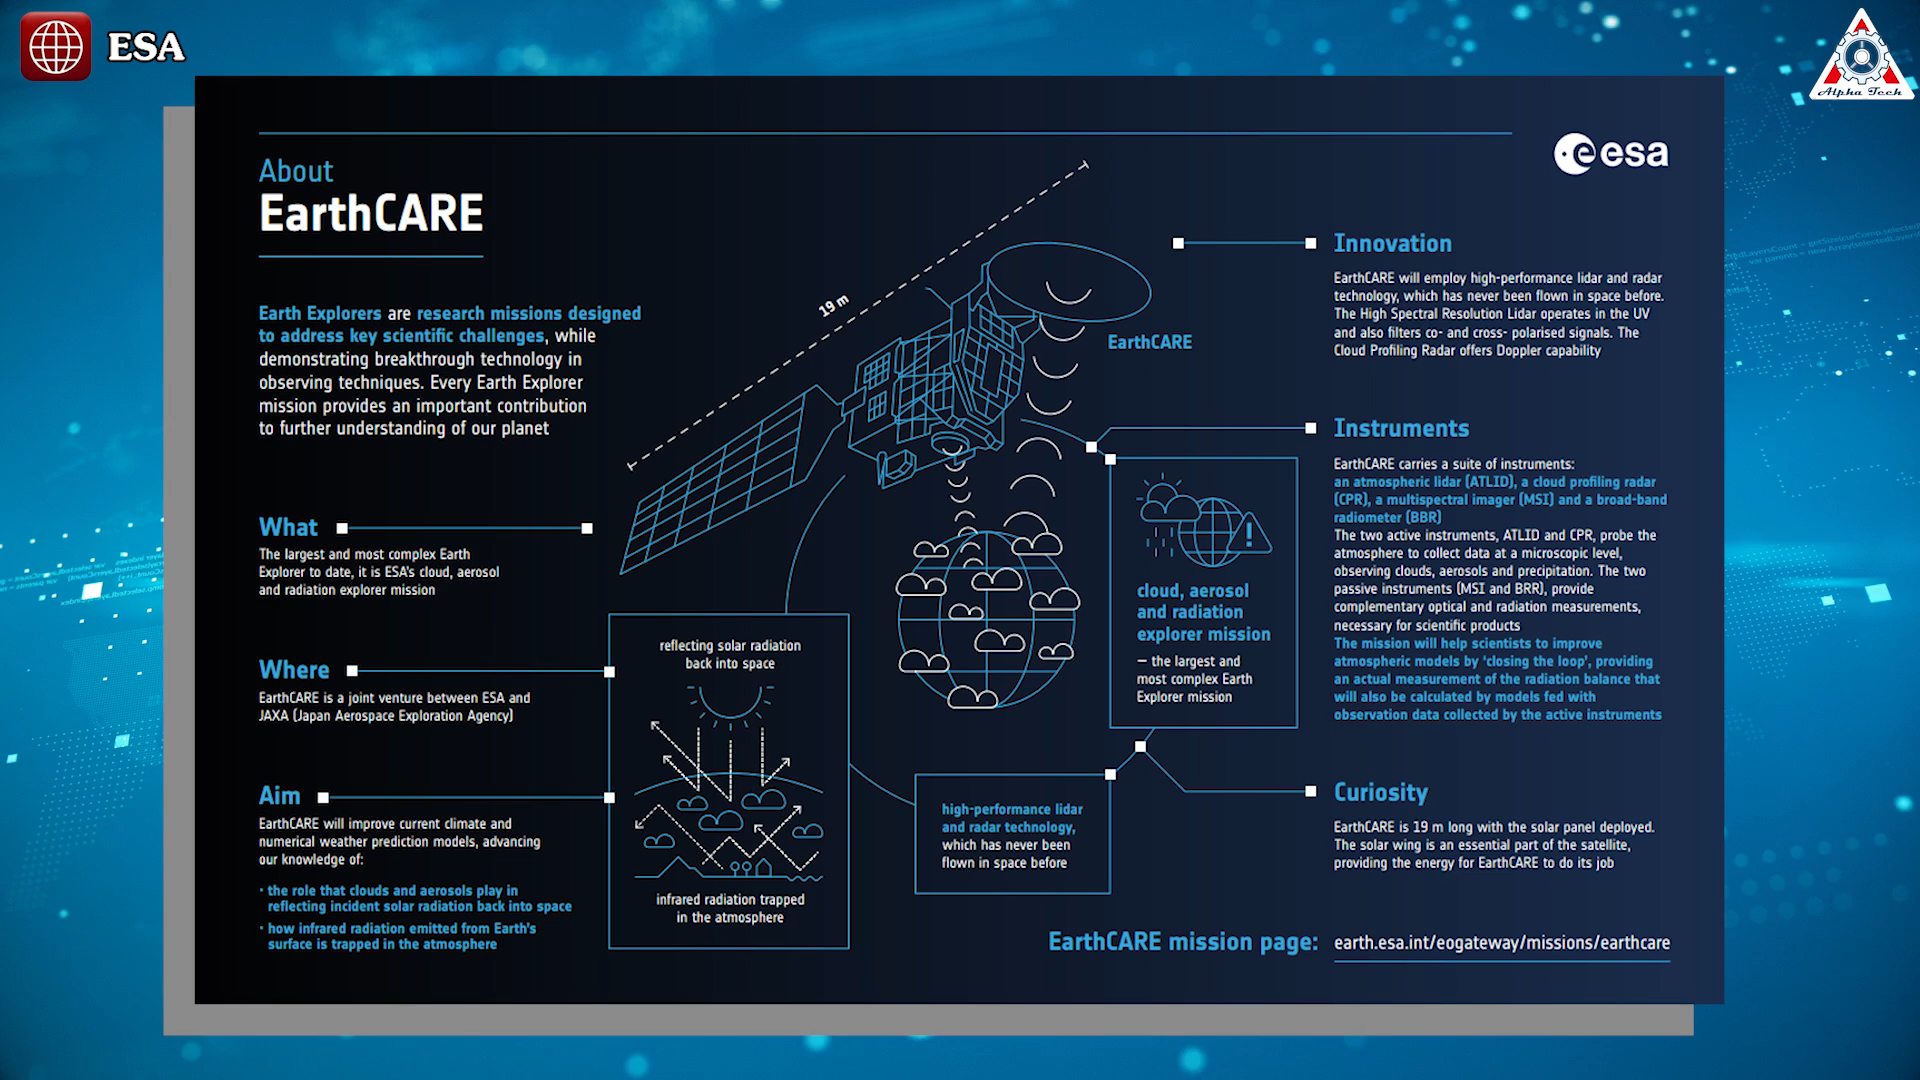 ESA
Alpha Tech
esa
About
EarthCARE
Earth Explorers are research missions designed
to address key scientific challenges, while
demonstrating breakthrough technology in
observing techniques. Every Earth Explorer
mission provides an important contribution
to further understanding of our planet
What
The largest and most complex Earth
Explorer to date, it is ESA's cloud, aerosol
and radiation explorer mission
Where
EarthCARE is a joint venture between ESA and
JAXA (Japan Aerospace Exploration Agency)
Aim
EarthCARE will improve current climate and
numerical weather prediction models, advancing
our knowledge of:
· the role that clouds and aerosols play in
reflecting incident solar radiation back into space
· how infrared radiation emitted from Earth's
surface is trapped in the atmosphere
19 m
EarthCARE
reflecting solar radiation
back into space
infrared radiation trapped
in the atmosphere
cloud, aerosol
and radiation
explorer mission
– the largest and
most complex Earth
Explorer mission
high-performance lidar
and radar technology,
which has never been
flown in space before
Innovation
EarthCARE will employ high-performance lidar and radar
technology, which has never been flown in space before.
The High Spectral Resolution Lidar operates in the UV
and also filters co- and cross- polarised signals. The
Cloud Profiling Radar offers Doppler capability
Instruments
EarthCARE carries a suite of instruments:
an atmospheric lidar (ATLID), a cloud profiling radar
(CPR), a multispectral imager (MSI) and a broad-band
radiometer (BBR)
The two active instruments, ATLID and CPR, probe the
atmosphere to collect data at a microscopic level,
observing clouds, aerosols and precipitation. The two
passive instruments (MSI and BRR), provide
complementary optical and radiation measurements,
necessary for scientific products
The mission will help scientists to improve
atmospheric models by 'closing the loop', providing
an actual measurement of the radiation balance that
will also be calculated by models fed with
observation data collected by the active instruments
Curiosity
EarthCARE is 19 m long with the solar panel deployed.
The solar wing is an essential part of the satellite,
providing the energy for EarthCARE to do its job
EarthCARE mission page: earth.esa.int/eogateway/missions/earthcare